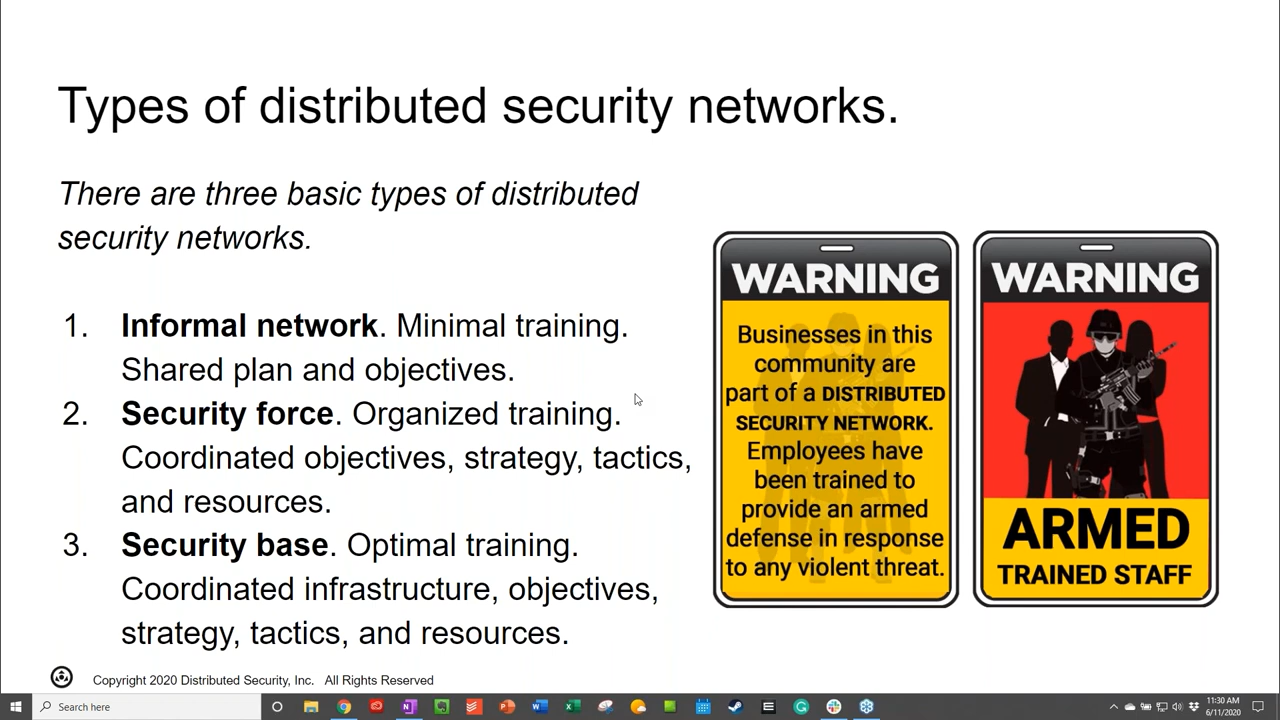 Types of distributed security networks.
There are three basic types of distributed
security networks.
1. Informal network. Minimal training.
Shared plan and objectives.
2. Security force. Organized training.
Coordinated objectives, strategy, tactics,
and resources.
3. Security base. Optimal training.
Coordinated infrastructure, objectives,
strategy, tactics, and resources.
WARNING
Businesses in this
community are
part of a DISTRIBUTED
SECURITY NETWORK.
Employees have
been trained to
provide an armed
defense in response
to any violent threat.
WARNING
ARMED
TRAINED STAFF
Copyright 2020 Distributed Security, Inc. All Rights Reserved
Search here
11:30 AM
6/11/2020